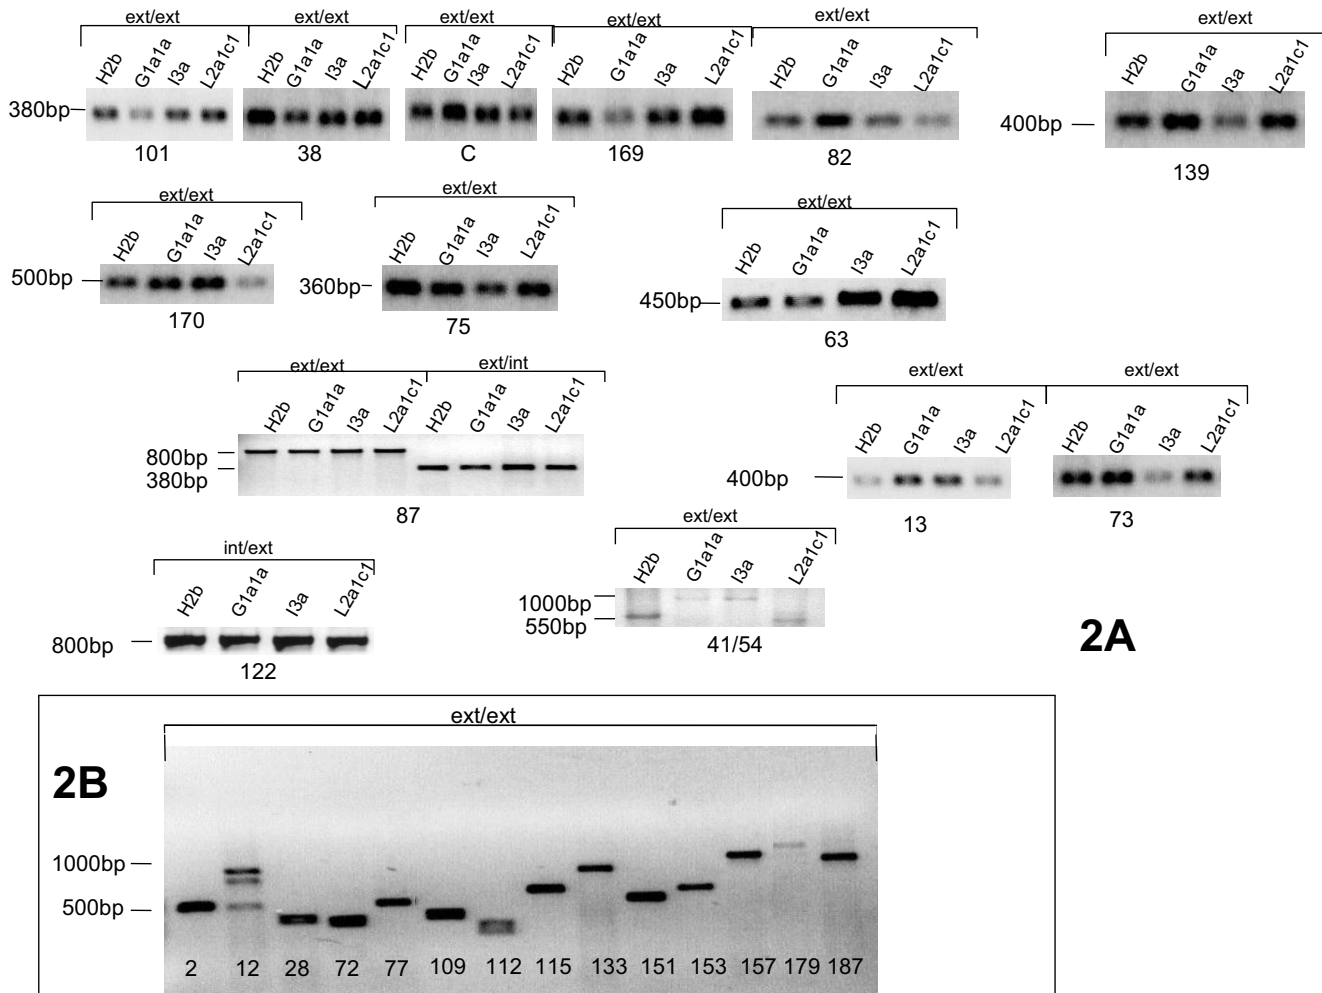 ext/ext ext/ext ext/ext ext/ext ext/ext ext/ext
H2b G1a1a I3a L2a1c1 H2b G1a1a I3a L2a1c1 H2b G1a1a I3a L2a1c1 H2b G1a1a I3a L2a1c1 H2b G1a1a I3a L2a1c1 H2b G1a1a I3a L2a1c1
380bp 400bp
101 38 C 169 82 139
ext/ext ext/ext ext/ext
H2b G1a1a I3a L2a1c1 H2b G1a1a I3a L2a1c1 H2b G1a1a I3a L2a1c1
500bp 360bp 450bp
170 75 63
ext/ext ext/int ext/ext ext/ext
H2b G1a1a I3a L2a1c1 H2b G1a1a I3a L2a1c1 H2b G1a1a I3a L2a1c1 H2b G1a1a I3a L2a1c1
800bp
380bp 400bp
87 13 73
int/ext ext/ext
H2b G1a1a I3a L2a1c1 H2b G1a1a I3a L2a1c1
1000bp
550bp
800bp
122 41/54
2A
ext/ext
2B
1000bp
500bp
2 12 28 72 77 109 112 115 133 151 153 157 179 187